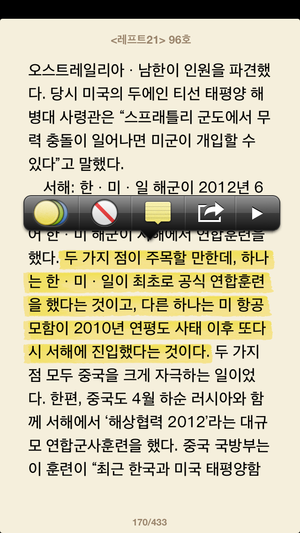 <레프트21> 96호
오스트레일리아 · 남한이 인원을 파견했
다. 당시 미국의 두에인 티선 태평양 해
병대 사령관은 “스프래틀리 군도에서 무
력 충돌이 일어나면 미군이 개입할 수
있다”고 말했다.
서해: 한 · 미 · 일 해군이 2012년 6
어 한 · 미 해군이 서해에서 연합훈련을
했다. 두 가지 점이 주목할 만한데, 하나
는 한 · 미 · 일이 최초로 공식 연합훈련
을 했다는 것이고, 다른 하나는 미 항공
모함이 2010년 연평도 사태 이후 또다
시 서해에 진입했다는 것이다. 두 가지
점 모두 중국을 크게 자극하는 일이었
다. 한편, 중국도 4월 하순 러시아와 함
께 서해에서 ‘해상협력 2012’라는 대규
모 연합군사훈련을 했다. 중국 국방부는
이 훈련이 “최근 한국과 미국 태평양함
170/433